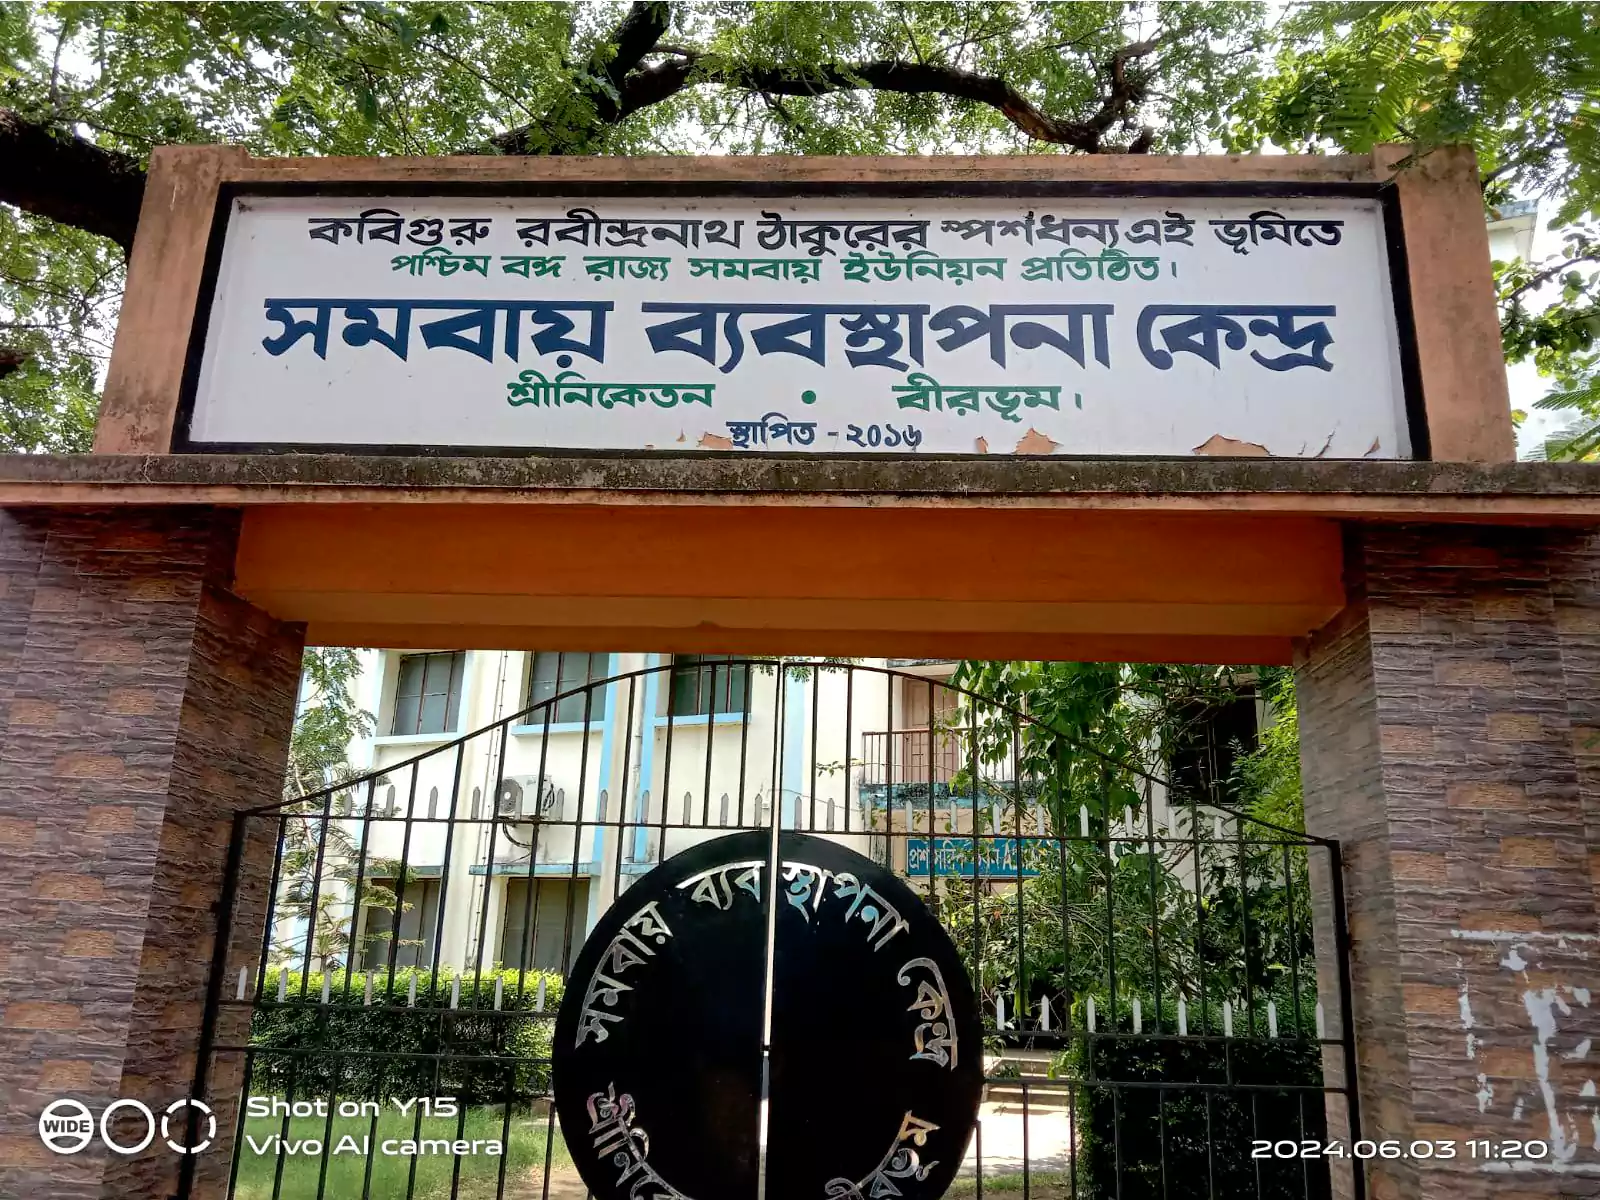 কবিগুরু রবীন্দ্রনাথ ঠাকুরের স্পর্শধন্য এই ভূমিতে
পশ্চিম বঙ্গ রাজ্য সমবায় ইউনিয়ন প্রতিষ্ঠিত।
সমবায় ব্যবস্থাপনা কেন্দ্র
শ্রীনিকেতন • বীরভূম।
স্থাপিত - ২০১৬
সমবায় ব্যবস্থাপনা কেন্দ্র
WIDE
Shot on Y15
Vivo AI camera
2024.06.03 11:20